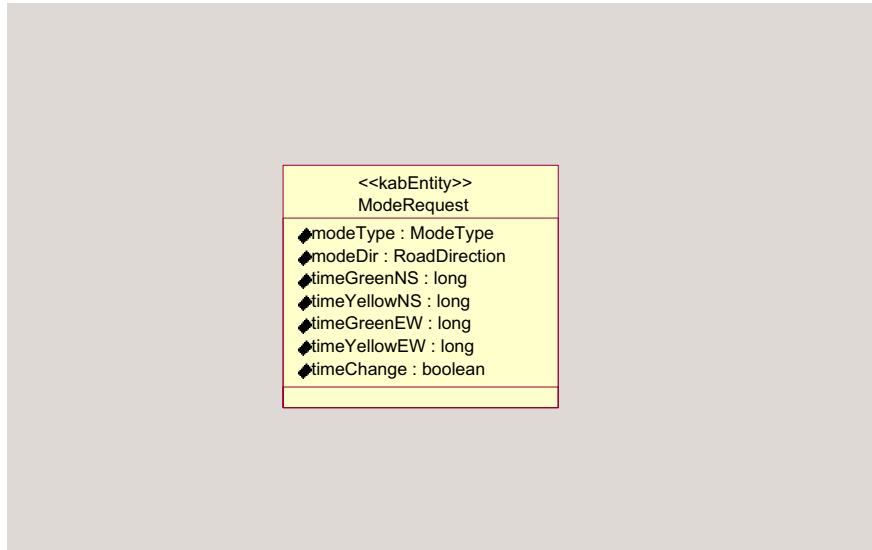 <<kabEntity>>
ModeRequest
modeType : ModeType
modeDir : RoadDirection
timeGreenNS : long
timeYellowNS : long
timeGreenEW : long
timeYellowEW : long
timeChange : boolean